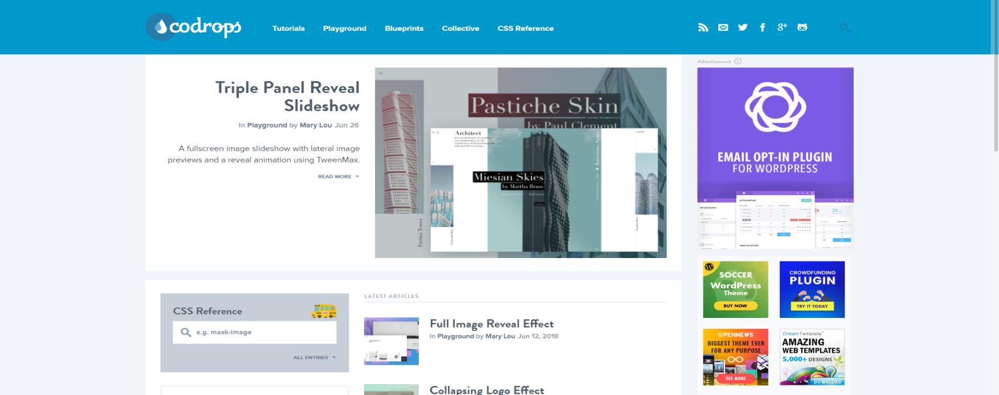 codrops
Tutorials
Playground
Blueprints
Collective
CSS Reference
Triple Panel Reveal
Slideshow
In Playground by Mary Lou Jun 26
A fullscreen image slideshow with lateral image
previews and a reveal animation using TweenMax.
READ MORE →
Pastiche Skin
by Paul Clement
Architect
Miesian Skies
by Martha Brass
Partini Tower
Advertisement
EMAIL OPT-IN PLUGIN
FOR WORDPRESS
SOCCER
WordPress
Theme
BUY NOW
CROWDFUNDING
PLUGIN
TRY IT TODAY
PENNEWS
BIGGEST THEME EVER
FOR ANY PURPOSE
SEE MORE
DreamTemplate
AMAZING
WEB TEMPLATES
5,000+ DESIGNS
DOWNLOAD
CSS Reference
CSS
e.g. mask-image
ALL ENTRIES →
LATEST ARTICLES
Full Image Reveal Effect
In Playground by Mary Lou Jun 12, 2018
Collapsing Logo Effect